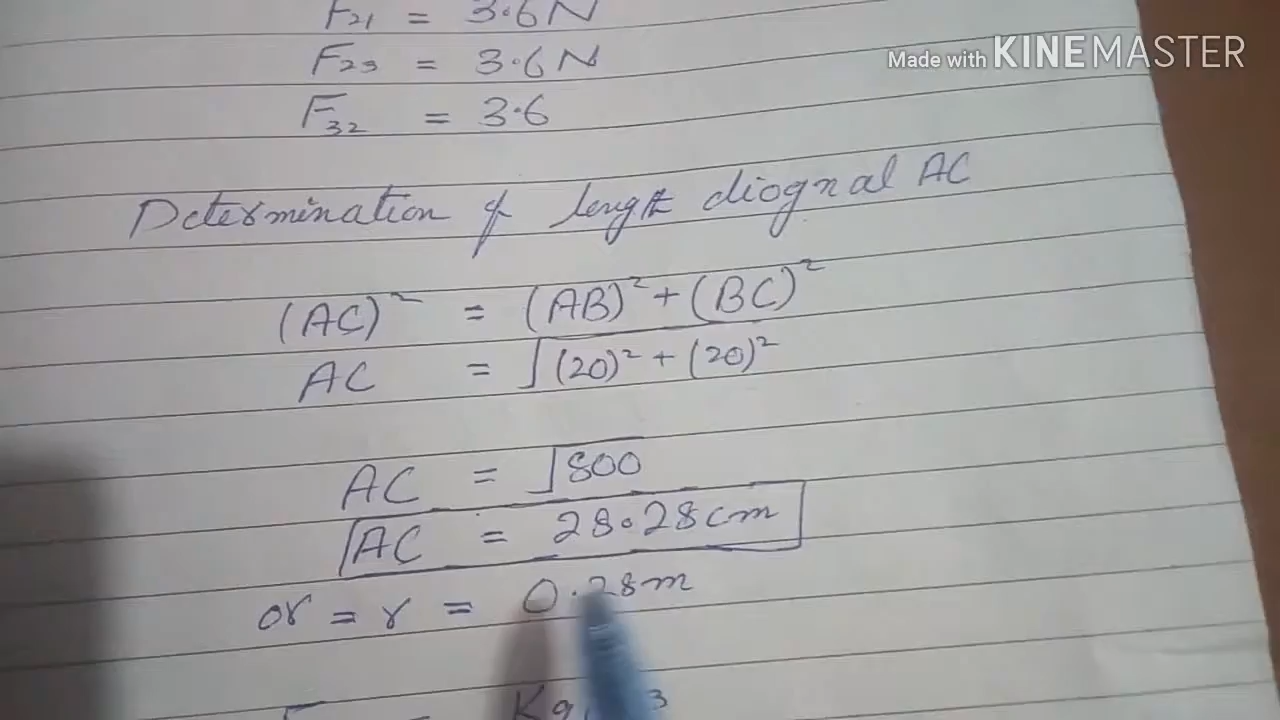 F₂₁ = 3.6N
Made with KINEMASTER
F₂₃ = 3.6N
F₃₂ = 3.6
Determination of length diognal AC
(AC)² = (AB)² + (BC)²
AC = √(20)² + (20)²
AC = √800
AC = 28.28cm
or = r = 0.28m
K q 3